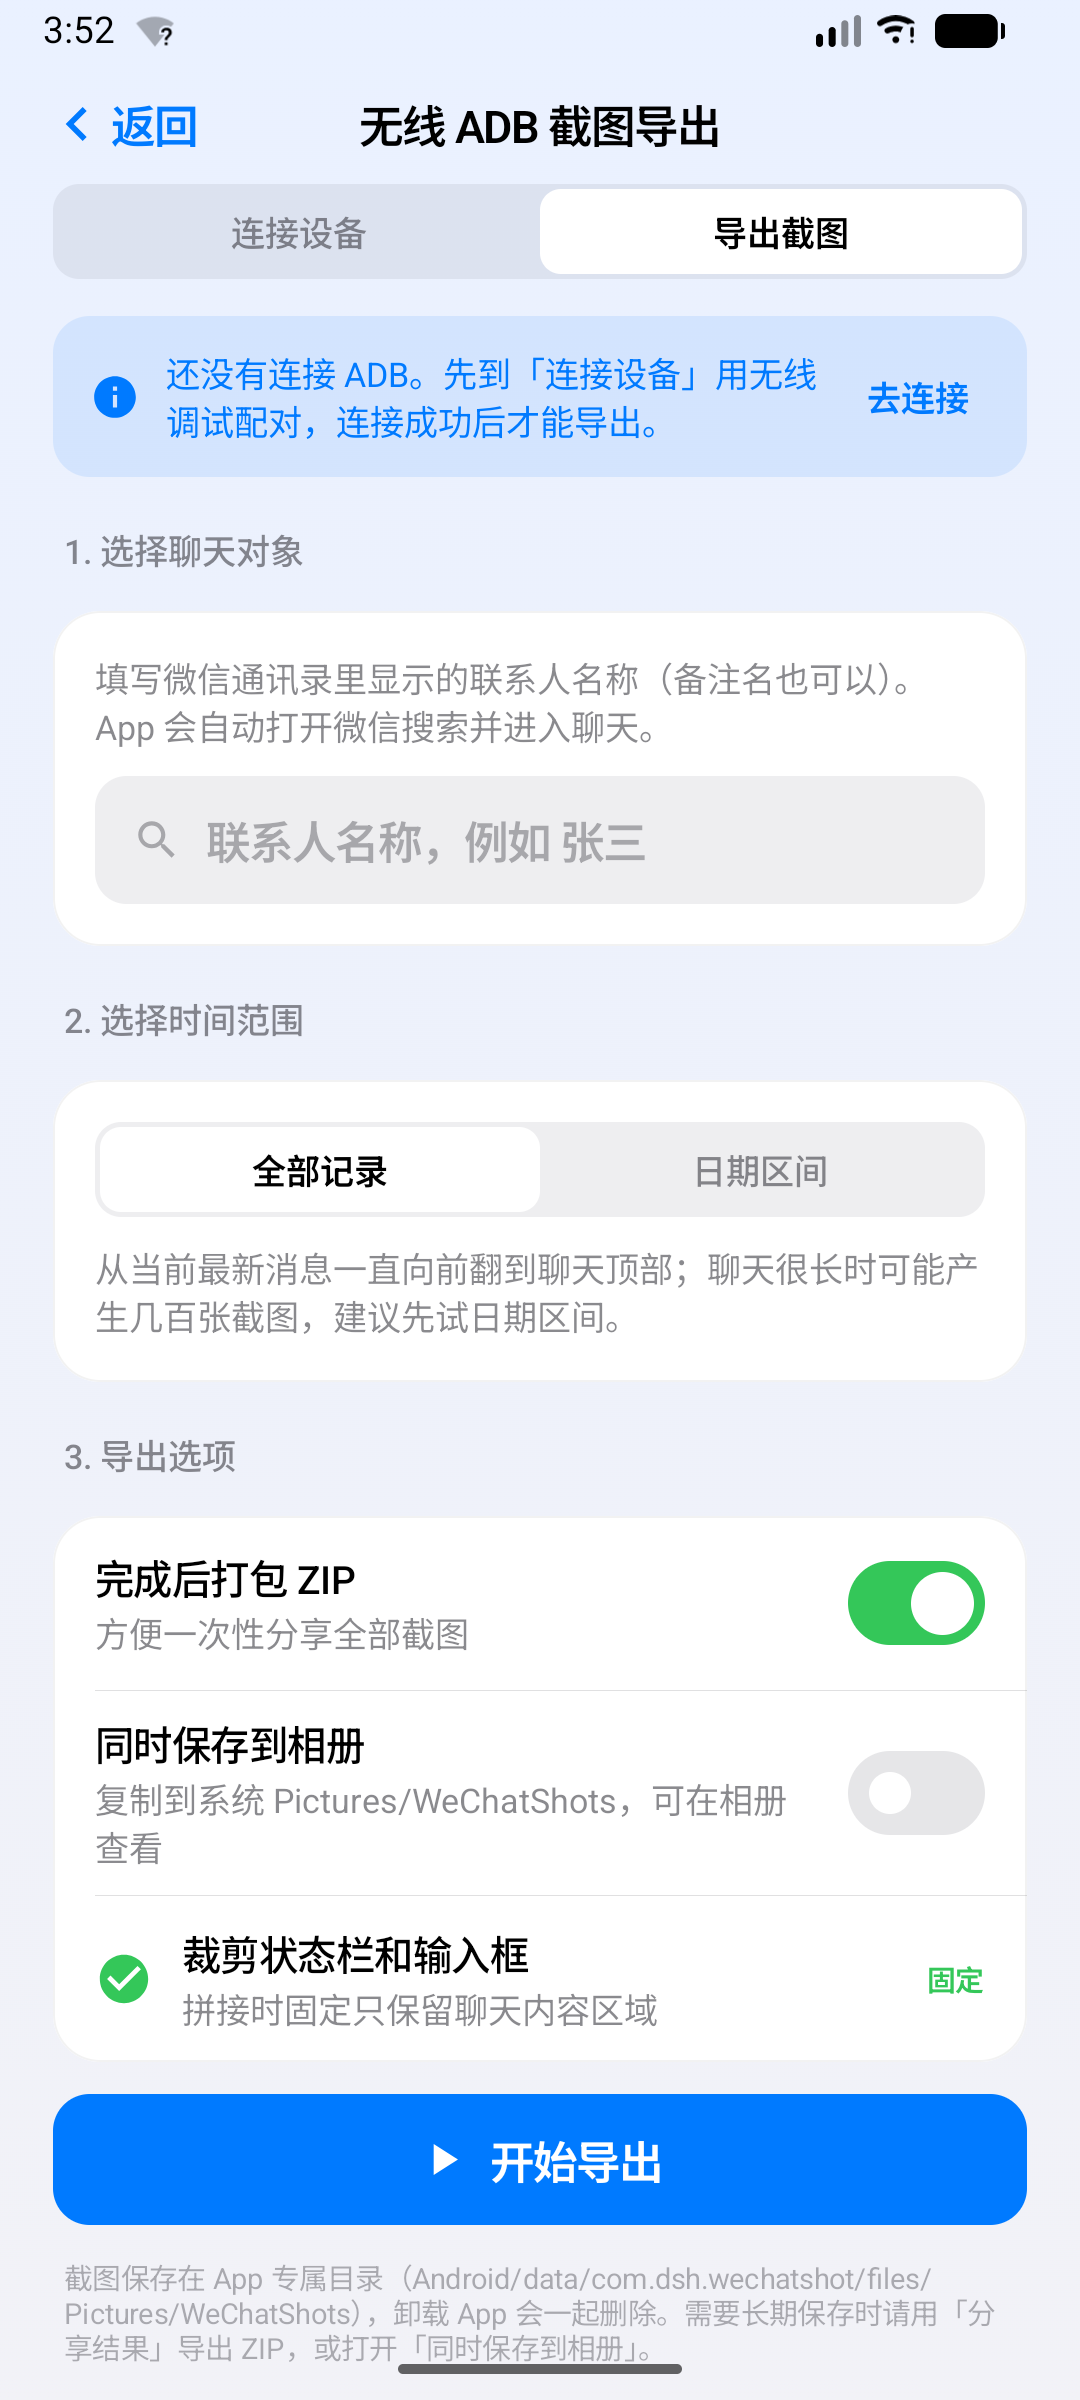 3:52
返回
无线 ADB 截图导出
连接设备
导出截图
还没有连接 ADB。先到「连接设备」用无线
调试配对，连接成功后才能导出。
去连接
1. 选择聊天对象
填写微信通讯录里显示的联系人名称（备注名也可以）。
App 会自动打开微信搜索并进入聊天。
联系人名称，例如 张三
2. 选择时间范围
全部记录
日期区间
从当前最新消息一直向前翻到聊天顶部；聊天很长时可能产
生几百张截图，建议先试日期区间。
3. 导出选项
完成后打包 ZIP
方便一次性分享全部截图
同时保存到相册
复制到系统 Pictures/WeChatShots，可在相册
查看
裁剪状态栏和输入框
拼接时固定只保留聊天内容区域
固定
开始导出
截图保存在 App 专属目录（Android/data/com.dsh.wechatshot/files/
Pictures/WeChatShots），卸载 App 会一起删除。需要长期保存时请用「分
享结果」导出 ZIP，或打开「同时保存到相册」。